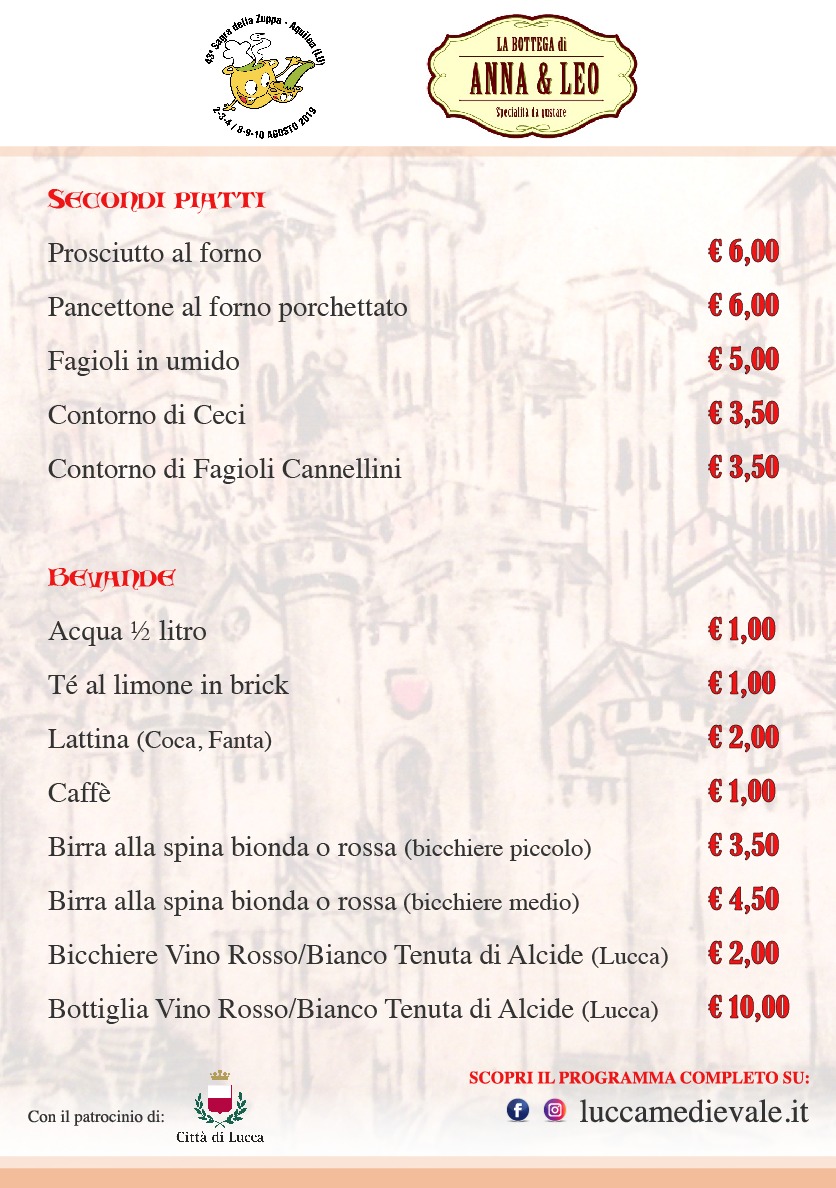 43ª Sagra della Zuppa - Aquilea (LU)
2-3-4 / 8-9-10 AGOSTO 2019
LA BOTTEGA di
ANNA & LEO
Specialità da gustare
SECONDI PIATTI
Prosciutto al forno € 6,00
Pancettone al forno porchettato € 6,00
Fagioli in umido € 5,00
Contorno di Ceci € 3,50
Contorno di Fagioli Cannellini € 3,50
BEVANDE
Acqua ½ litro € 1,00
Té al limone in brick € 1,00
Lattina (Coca, Fanta) € 2,00
Caffè € 1,00
Birra alla spina bionda o rossa (bicchiere piccolo) € 3,50
Birra alla spina bionda o rossa (bicchiere medio) € 4,50
Bicchiere Vino Rosso/Bianco Tenuta di Alcide (Lucca) € 2,00
Bottiglia Vino Rosso/Bianco Tenuta di Alcide (Lucca) € 10,00
Con il patrocinio di:
Città di Lucca
SCOPRI IL PROGRAMMA COMPLETO SU:
luccamedievale.it